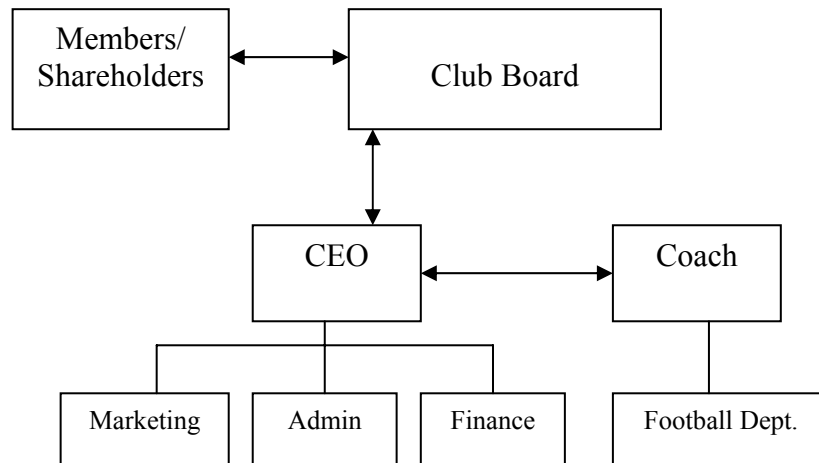 Members/
Shareholders
Club Board
CEO
Coach
Marketing
Admin
Finance
Football Dept.